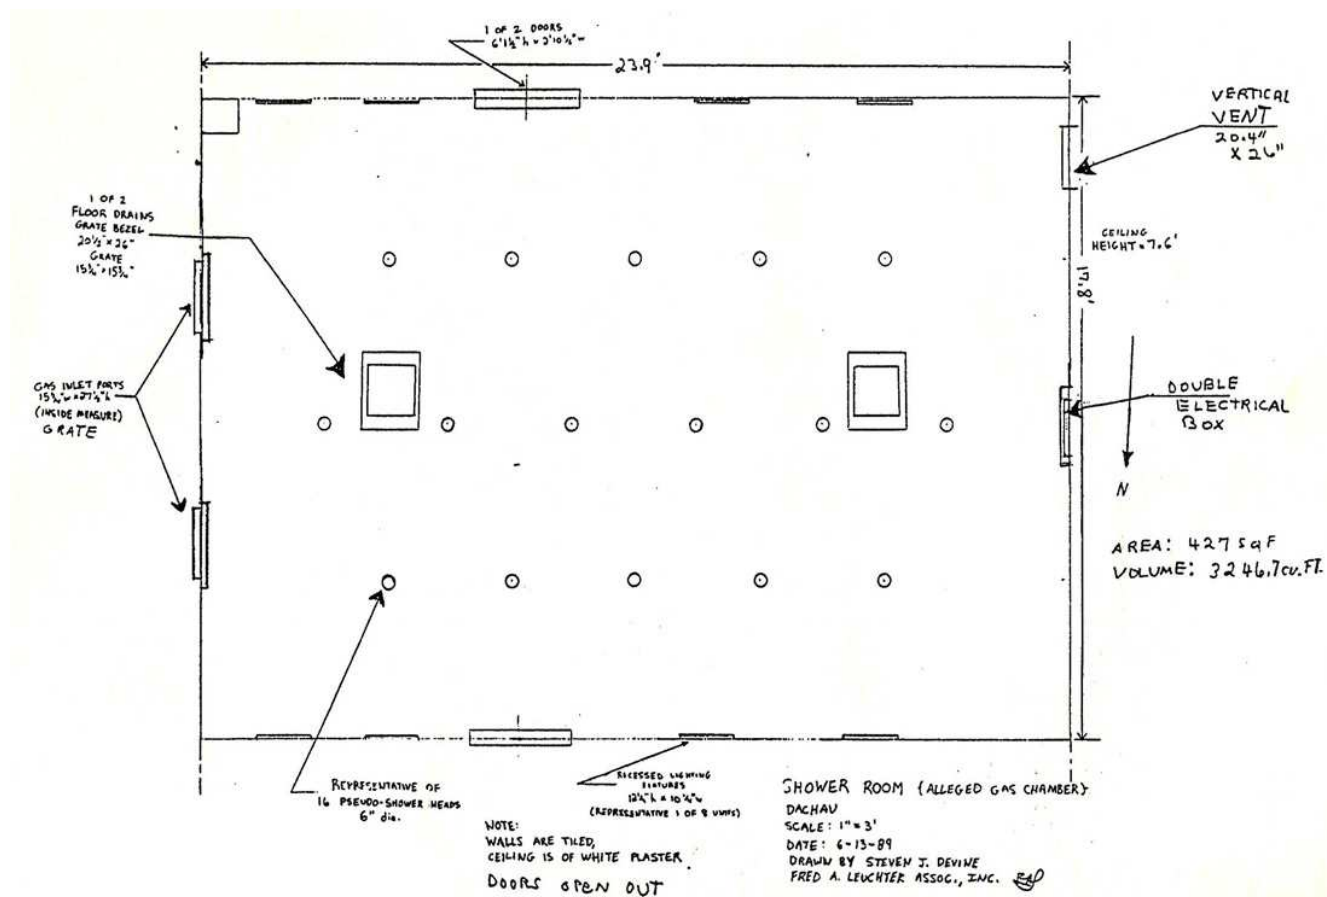 1 OF 2 DOORS
6'1½" h x 2'10½" w
23.9'
VERTICAL
VENT
20.4"
X 26"
1 OF 2
FLOOR DRAINS
GRATE BEZEL
20½" x 26"
GRATE
CEILING
HEIGHT = 7.6'
17.8'
GAS INLET PORTS
15¾" w x 27½" h
(INSIDE MEASURE)
GRATE
DOUBLE
ELECTRICAL
BOX
N
AREA: 427 SQ F
VOLUME: 3246.7 CU. FT.
REPRESENTATIVE OF
16 PSEUDO-SHOWER HEADS
6" dia.
RECESSED LIGHTING
FIXTURES
(REPRESENTATIVE 1 OF 8 UNITS)
NOTE:
WALLS ARE TILED,
CEILING IS OF WHITE PLASTER
DOORS OPEN OUT
SHOWER ROOM (ALLEGED GAS CHAMBER)
DACHAU
SCALE: 1" = 3'
DATE: 6-13-89
DRAWN BY STEVEN J. DEVINE
FRED A. LEUCHTER ASSOC., INC.